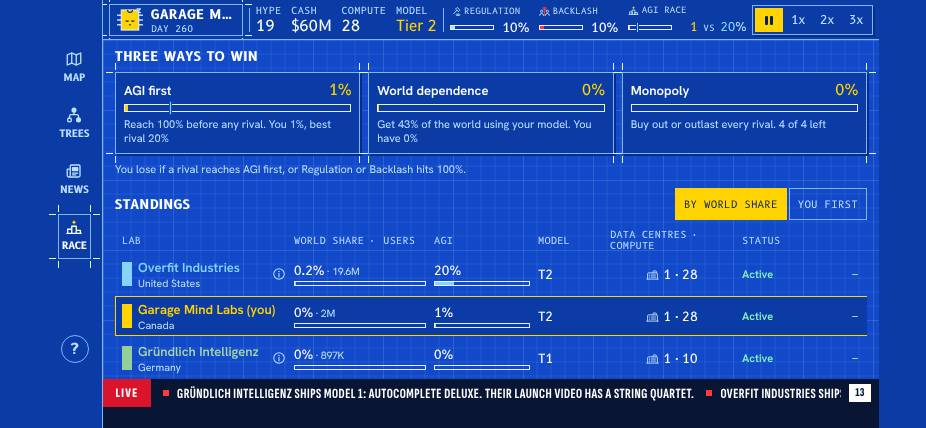 GARAGE M...
DAY 260
HYPE
19
CASH
$60M
COMPUTE
28
MODEL
Tier 2
REGULATION
10%
BACKLASH
10%
AGI RACE
1 VS 20%
1x
2x
3x
MAP
TREES
NEWS
RACE
?
THREE WAYS TO WIN
AGI first
1%
Reach 100% before any rival. You 1%, best
rival 20%
World dependence
0%
Get 43% of the world using your model. You
have 0%
Monopoly
0%
Buy out or outlast every rival. 4 of 4 left
You lose if a rival reaches AGI first, or Regulation or Backlash hits 100%.
STANDINGS
BY WORLD SHARE
YOU FIRST
LAB
WORLD SHARE · USERS
AGI
MODEL
DATA CENTRES ·
COMPUTE
STATUS
Overfit Industries
United States
0.2% · 19.6M
20%
T2
1 · 28
Active
–
Garage Mind Labs (you)
Canada
0% · 2M
1%
T2
1 · 28
Active
–
Gründlich Intelligenz
Germany
0% · 897K
0%
T1
1 · 10
Active
–
LIVE
GRÜNDLICH INTELLIGENZ SHIPS MODEL 1: AUTOCOMPLETE DELUXE. THEIR LAUNCH VIDEO HAS A STRING QUARTET.
OVERFIT INDUSTRIES SHIP
13